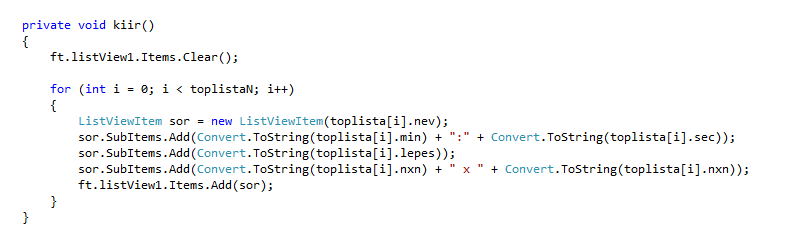 private void kiir()
{
    ft.listView1.Items.Clear();

    for (int i = 0; i < toplistaN; i++)
    {
        ListViewItem sor = new ListViewItem(toplista[i].nev);
        sor.SubItems.Add(Convert.ToString(toplista[i].min) + ":" + Convert.ToString(toplista[i].sec));
        sor.SubItems.Add(Convert.ToString(toplista[i].lepes));
        sor.SubItems.Add(Convert.ToString(toplista[i].nxn) + " x " + Convert.ToString(toplista[i].nxn));
        ft.listView1.Items.Add(sor);
    }
}